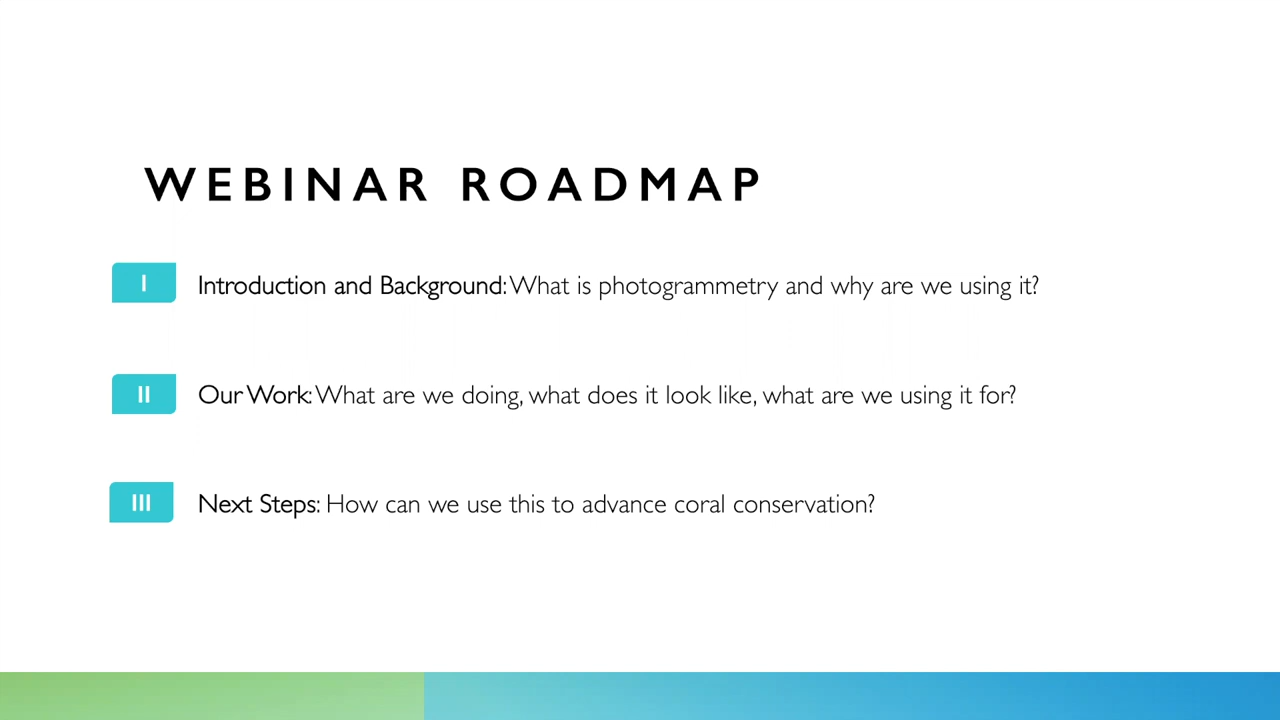 WEBINAR ROADMAP
I
Introduction and Background: What is photogrammetry and why are we using it?
II
Our Work: What are we doing, what does it look like, what are we using it for?
III
Next Steps: How can we use this to advance coral conservation?